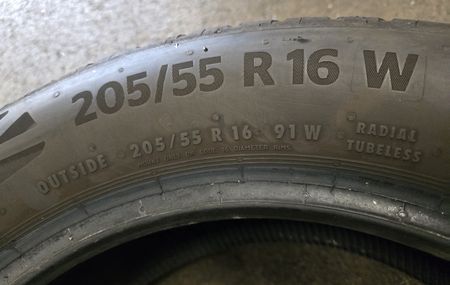 205/55 R 16 W
OUTSIDE 205/55 R 16 91 W RADIAL
TUBELESS